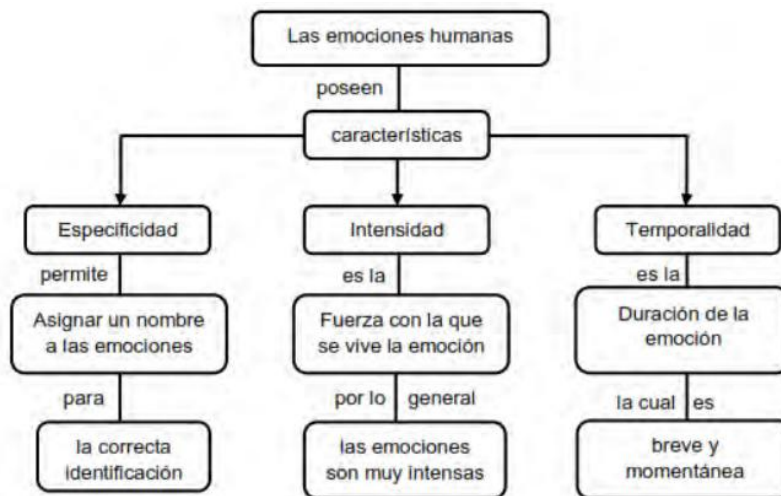 Las emociones humanas
poseen
características
Especificidad
Intensidad
Temporalidad
permite
es la
es la
Asignar un nombre
a las emociones
Fuerza con la que
se vive la emoción
Duración de la
emoción
para
por lo general
la cual es
la correcta
identificación
las emociones
son muy intensas
breve y
momentánea